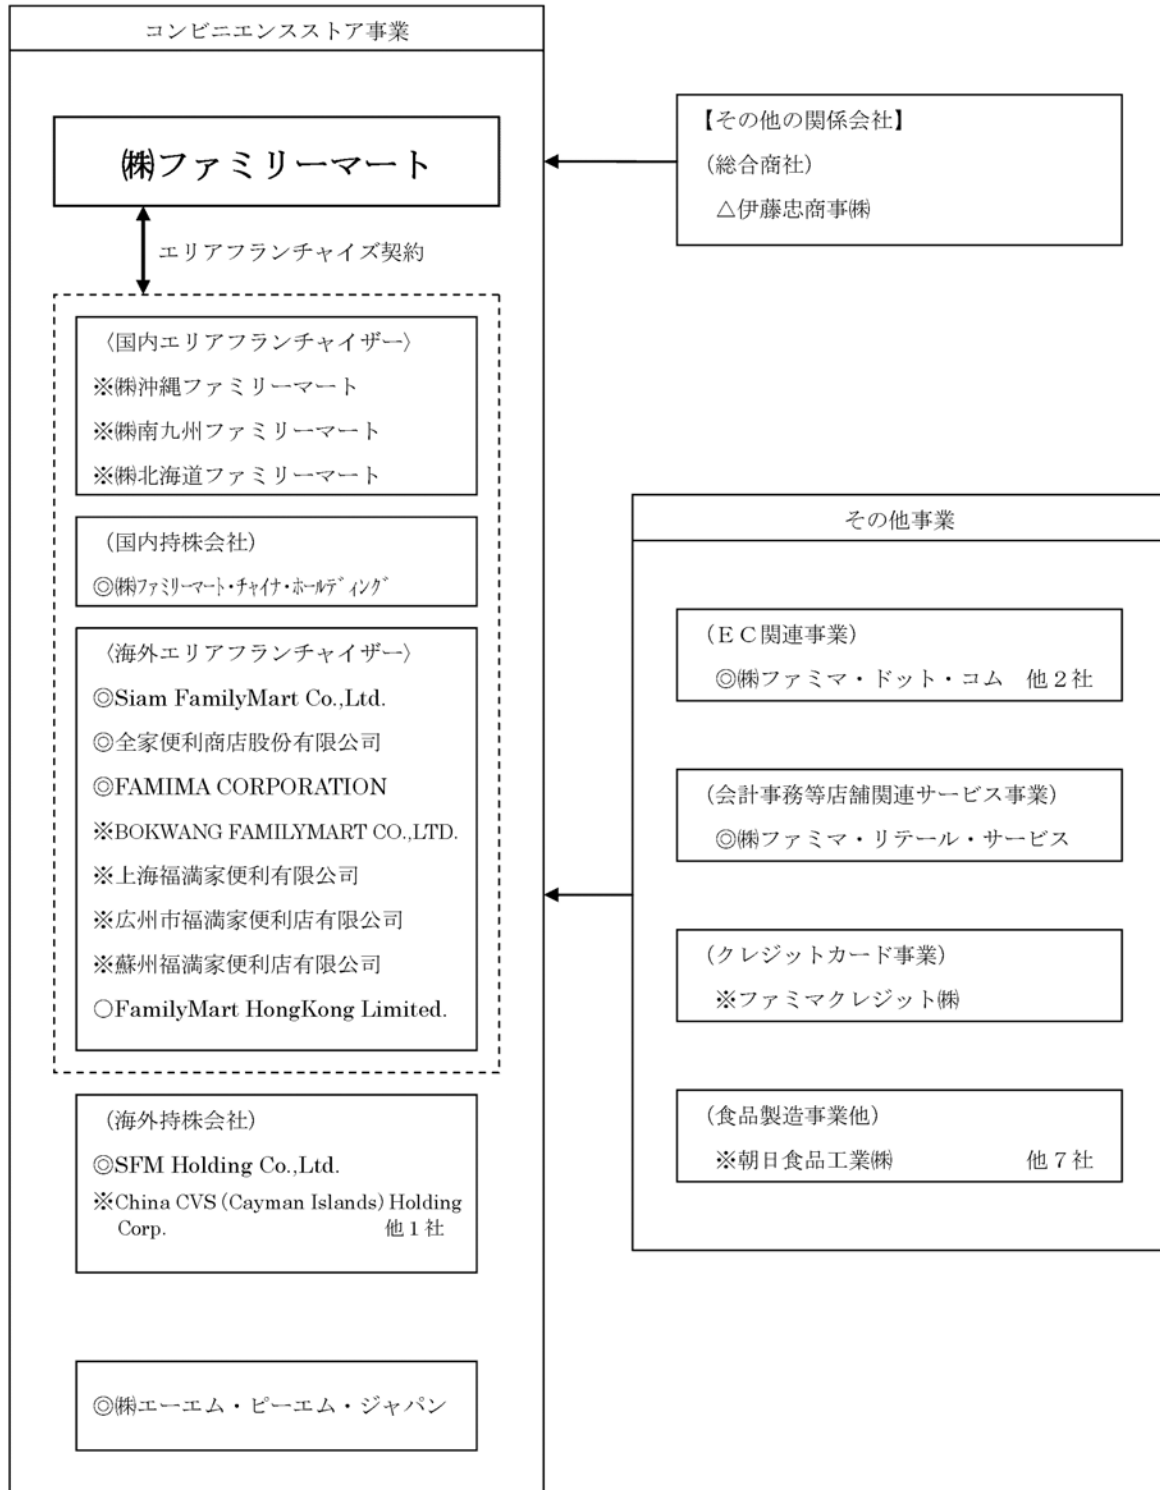 コンビニエンスストア事業
㈱ファミリーマート
エリアフランチャイズ契約
〈国内エリアフランチャイザー〉
※㈱沖縄ファミリーマート
※㈱南九州ファミリーマート
※㈱北海道ファミリーマート
（国内持株会社）
◎㈱ファミリーマート・チャイナ・ホールディング
〈海外エリアフランチャイザー〉
◎Siam FamilyMart Co.,Ltd.
◎全家便利商店股份有限公司
◎FAMIMA CORPORATION
※BOKWANG FAMILYMART CO.,LTD.
※上海福満家便利有限公司
※広州市福満家便利店有限公司
※蘇州福満家便利店有限公司
○FamilyMart HongKong Limited.
（海外持株会社）
◎SFM Holding Co.,Ltd.
※China CVS (Cayman Islands) Holding
Corp. 他１社
◎㈱エーエム・ピーエム・ジャパン
【その他の関係会社】
（総合商社）
△伊藤忠商事㈱
その他事業
（ＥＣ関連事業）
◎㈱ファミマ・ドット・コム 他２社
（会計事務等店舗関連サービス事業）
◎㈱ファミマ・リテール・サービス
（クレジットカード事業）
※ファミマクレジット㈱
（食品製造事業他）
※朝日食品工業㈱ 他７社